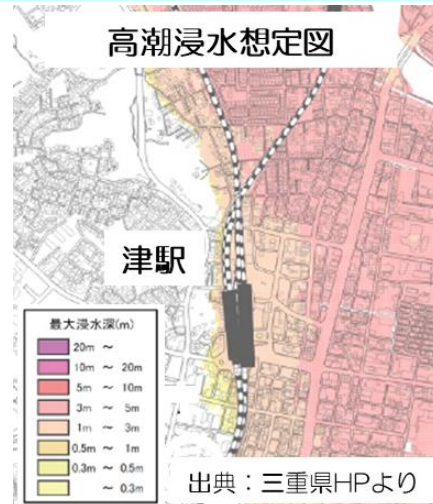 高潮浸水想定図
津駅
最大浸水深(m)
20m ～
10m ～ 20m
5m ～ 10m
3m ～ 5m
1m ～ 3m
0.5m ～ 1m
0.3m ～ 0.5m
～ 0.3m
出典：三重県HPより